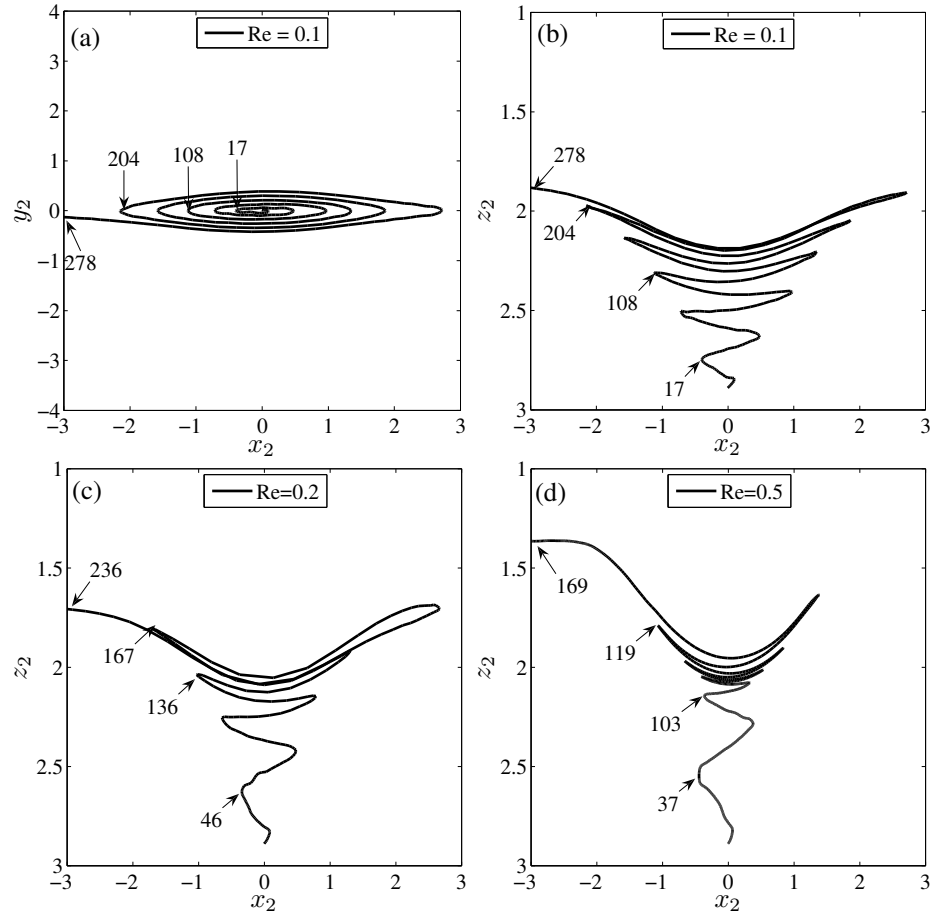 (a)
Re = 0.1
4
3
2
1
0
−1
−2
−3
−4
y₂
204
108
17
278
−3 −2 −1 0 1 2 3
x₂
(b)
Re = 0.1
1
1.5
2
2.5
3
z₂
278
204
108
17
−3 −2 −1 0 1 2 3
x₂
(c)
Re=0.2
1
1.5
2
2.5
3
z₂
236
167
136
46
−3 −2 −1 0 1 2 3
x₂
(d)
Re=0.5
1
1.5
2
2.5
3
z₂
169
119
103
37
−3 −2 −1 0 1 2 3
x₂